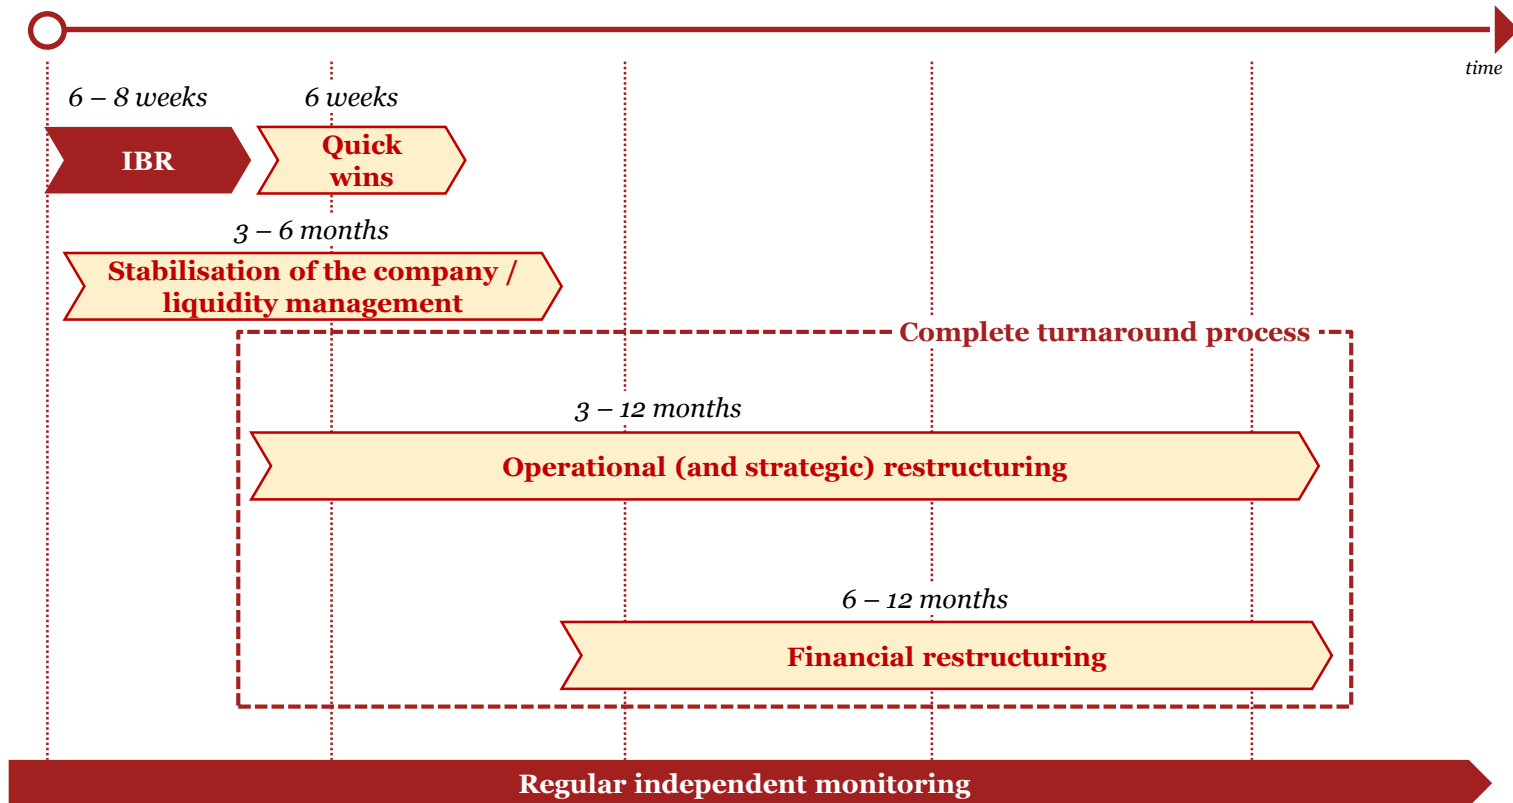 time
6 – 8 weeks
6 weeks
IBR
Quick
wins
3 – 6 months
Stabilisation of the company /
liquidity management
Complete turnaround process
3 – 12 months
Operational (and strategic) restructuring
6 – 12 months
Financial restructuring
Regular independent monitoring